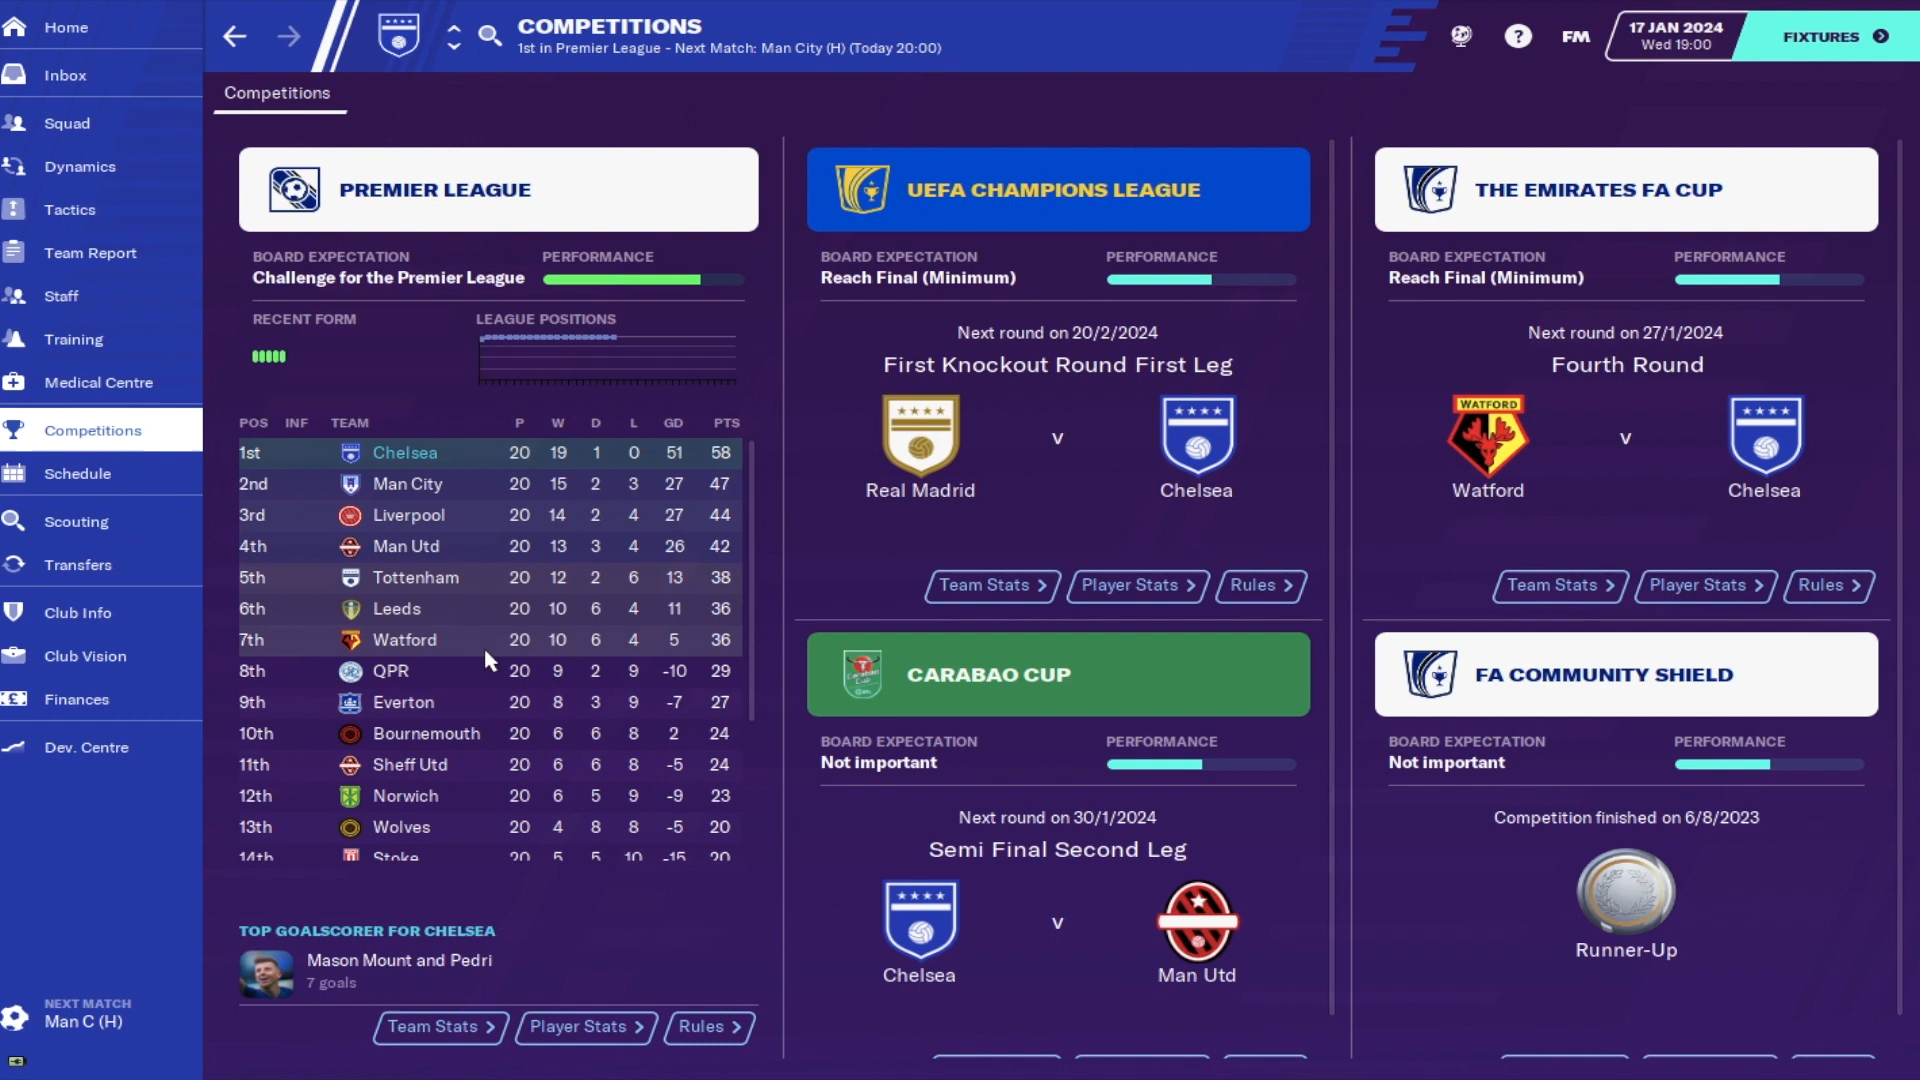 Home
Inbox
Squad
Dynamics
Tactics
Team Report
Staff
Training
Medical Centre
Competitions
Schedule
Scouting
Transfers
Club Info
Club Vision
Finances
Dev. Centre
NEXT MATCH
Man C (H)
COMPETITIONS
1st in Premier League - Next Match: Man City (H) (Today 20:00)
?
FM
17 JAN 2024
Wed 19:00
FIXTURES
Competitions
PREMIER LEAGUE
BOARD EXPECTATION PERFORMANCE
Challenge for the Premier League
RECENT FORM LEAGUE POSITIONS
POS INF TEAM P W D L GD PTS
1st Chelsea 20 19 1 0 51 58
2nd Man City 20 15 2 3 27 47
3rd Liverpool 20 14 2 4 27 44
4th Man Utd 20 13 3 4 26 42
5th Tottenham 20 12 2 6 13 38
6th Leeds 20 10 6 4 11 36
7th Watford 20 10 6 4 5 36
8th QPR 20 9 2 9 -10 29
9th Everton 20 8 3 9 -7 27
10th Bournemouth 20 6 6 8 2 24
11th Sheff Utd 20 6 6 8 -5 24
12th Norwich 20 6 5 9 -9 23
13th Wolves 20 4 8 8 -5 20
14th Stoke 20 5 5 10 -15 20
TOP GOALSCORER FOR CHELSEA
Mason Mount and Pedri
7 goals
Team Stats Player Stats Rules
UEFA CHAMPIONS LEAGUE
BOARD EXPECTATION PERFORMANCE
Reach Final (Minimum)
Next round on 20/2/2024
First Knockout Round First Leg
v
Real Madrid Chelsea
Team Stats Player Stats Rules
CARABAO CUP
BOARD EXPECTATION PERFORMANCE
Not important
Next round on 30/1/2024
Semi Final Second Leg
v
Chelsea Man Utd
THE EMIRATES FA CUP
BOARD EXPECTATION PERFORMANCE
Reach Final (Minimum)
Next round on 27/1/2024
Fourth Round
WATFORD
v
Watford Chelsea
Team Stats Player Stats Rules
FA COMMUNITY SHIELD
BOARD EXPECTATION PERFORMANCE
Not important
Competition finished on 6/8/2023
Runner-Up